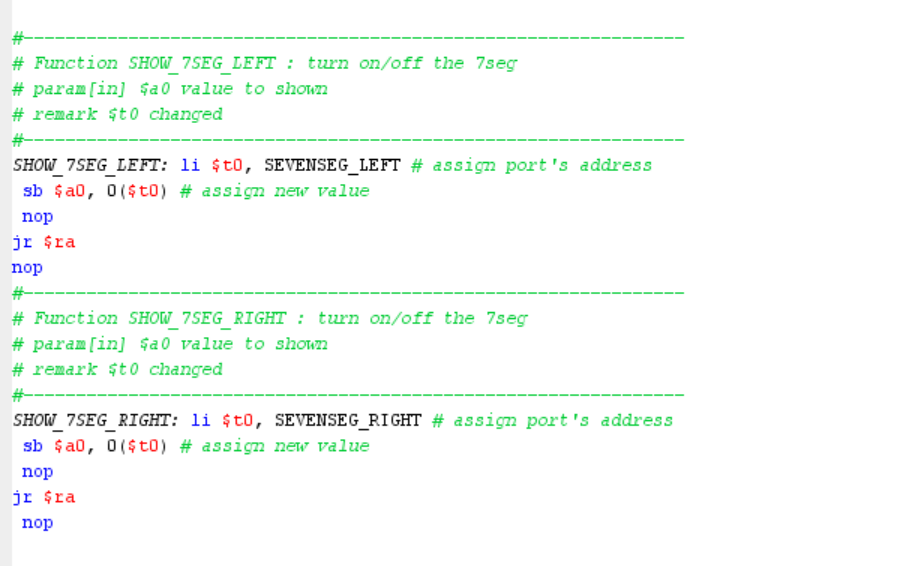 #---------------------------------------------------------------
# Function SHOW_7SEG_LEFT : turn on/off the 7seg
# param[in] $a0 value to shown
# remark $t0 changed
#---------------------------------------------------------------
SHOW_7SEG_LEFT: li $t0, SEVENSEG_LEFT # assign port's address
sb $a0, 0($t0) # assign new value
nop
jr $ra
nop
#---------------------------------------------------------------
# Function SHOW_7SEG_RIGHT : turn on/off the 7seg
# param[in] $a0 value to shown
# remark $t0 changed
#---------------------------------------------------------------
SHOW_7SEG_RIGHT: li $t0, SEVENSEG_RIGHT # assign port's address
sb $a0, 0($t0) # assign new value
nop
jr $ra
nop